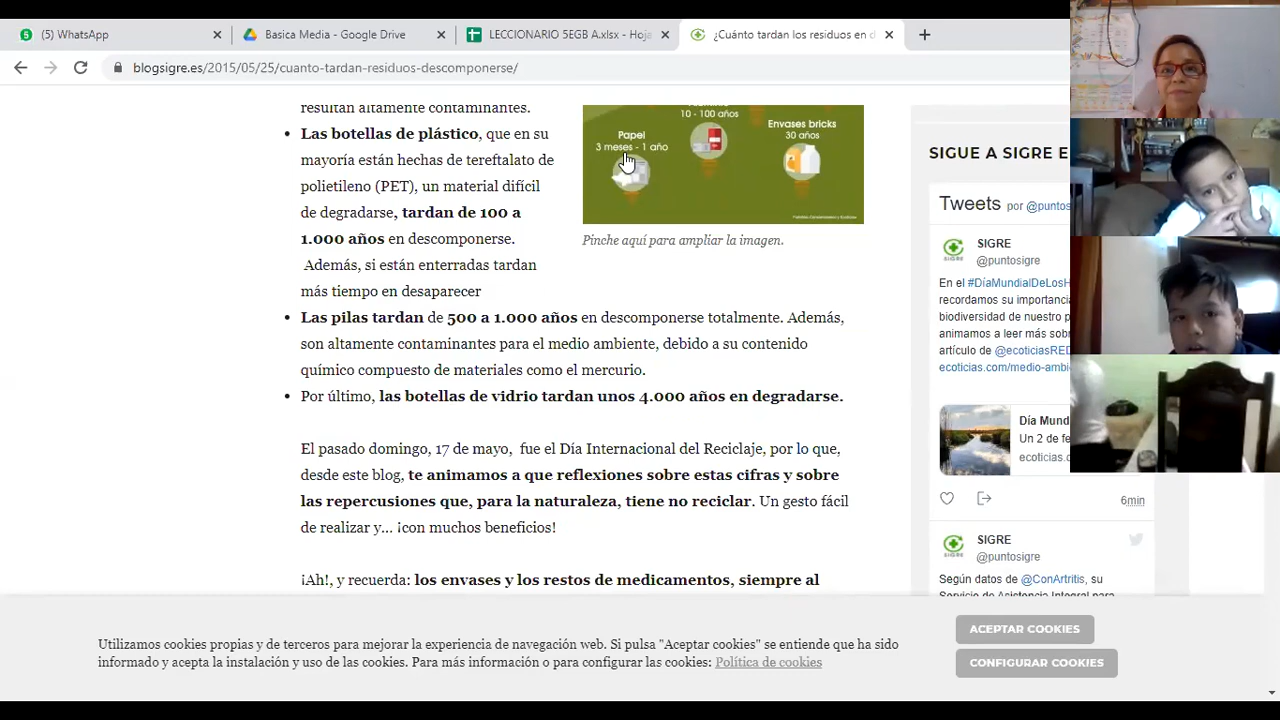 (5) WhatsApp
Basica Media - Google Drive
LECCIONARIO 5EGB A.xlsx - Hoja
¿Cuánto tardan los residuos en d
blogsigre.es/2015/05/25/cuanto-tardan-residuos-descomponerse/
resultan altamente contaminantes.
Las botellas de plástico, que en su
mayoría están hechas de tereftalato de
polietileno (PET), un material difícil
de degradarse, tardan de 100 a
1.000 años en descomponerse.
Además, si están enterradas tardan
más tiempo en desaparecer
Las pilas tardan de 500 a 1.000 años en descomponerse totalmente. Además,
son altamente contaminantes para el medio ambiente, debido a su contenido
químico compuesto de materiales como el mercurio.
Por último, las botellas de vidrio tardan unos 4.000 años en degradarse.
El pasado domingo, 17 de mayo, fue el Día Internacional del Reciclaje, por lo que,
desde este blog, te animamos a que reflexiones sobre estas cifras y sobre
las repercusiones que, para la naturaleza, tiene no reciclar. Un gesto fácil
de realizar y... ¡con muchos beneficios!
¡Ah!, y recuerda: los envases y los restos de medicamentos, siempre al
10 - 100 años
Envases bricks
30 años
Papel
3 meses - 1 año
Pinche aquí para ampliar la imagen.
SIGUE A SIGRE E
Tweets por @puntos
SIGRE
@puntosigre
En el #DíaMundialDeLosH
recordamos su importancia
biodiversidad de nuestro p
animamos a leer más sob
artículo de @ecoticiasRED
ecoticias.com/medio-ambi
Día Mund
Un 2 de fe
ecoticias.c
6min
SIGRE
@puntosigre
Según datos de @ConArtritis, su
Servicio de Asistencia Integral para
Utilizamos cookies propias y de terceros para mejorar la experiencia de navegación web. Si pulsa "Aceptar cookies" se entiende que ha sido
informado y acepta la instalación y uso de las cookies. Para más información o para configurar las cookies: Política de cookies
ACEPTAR COOKIES
CONFIGURAR COOKIES